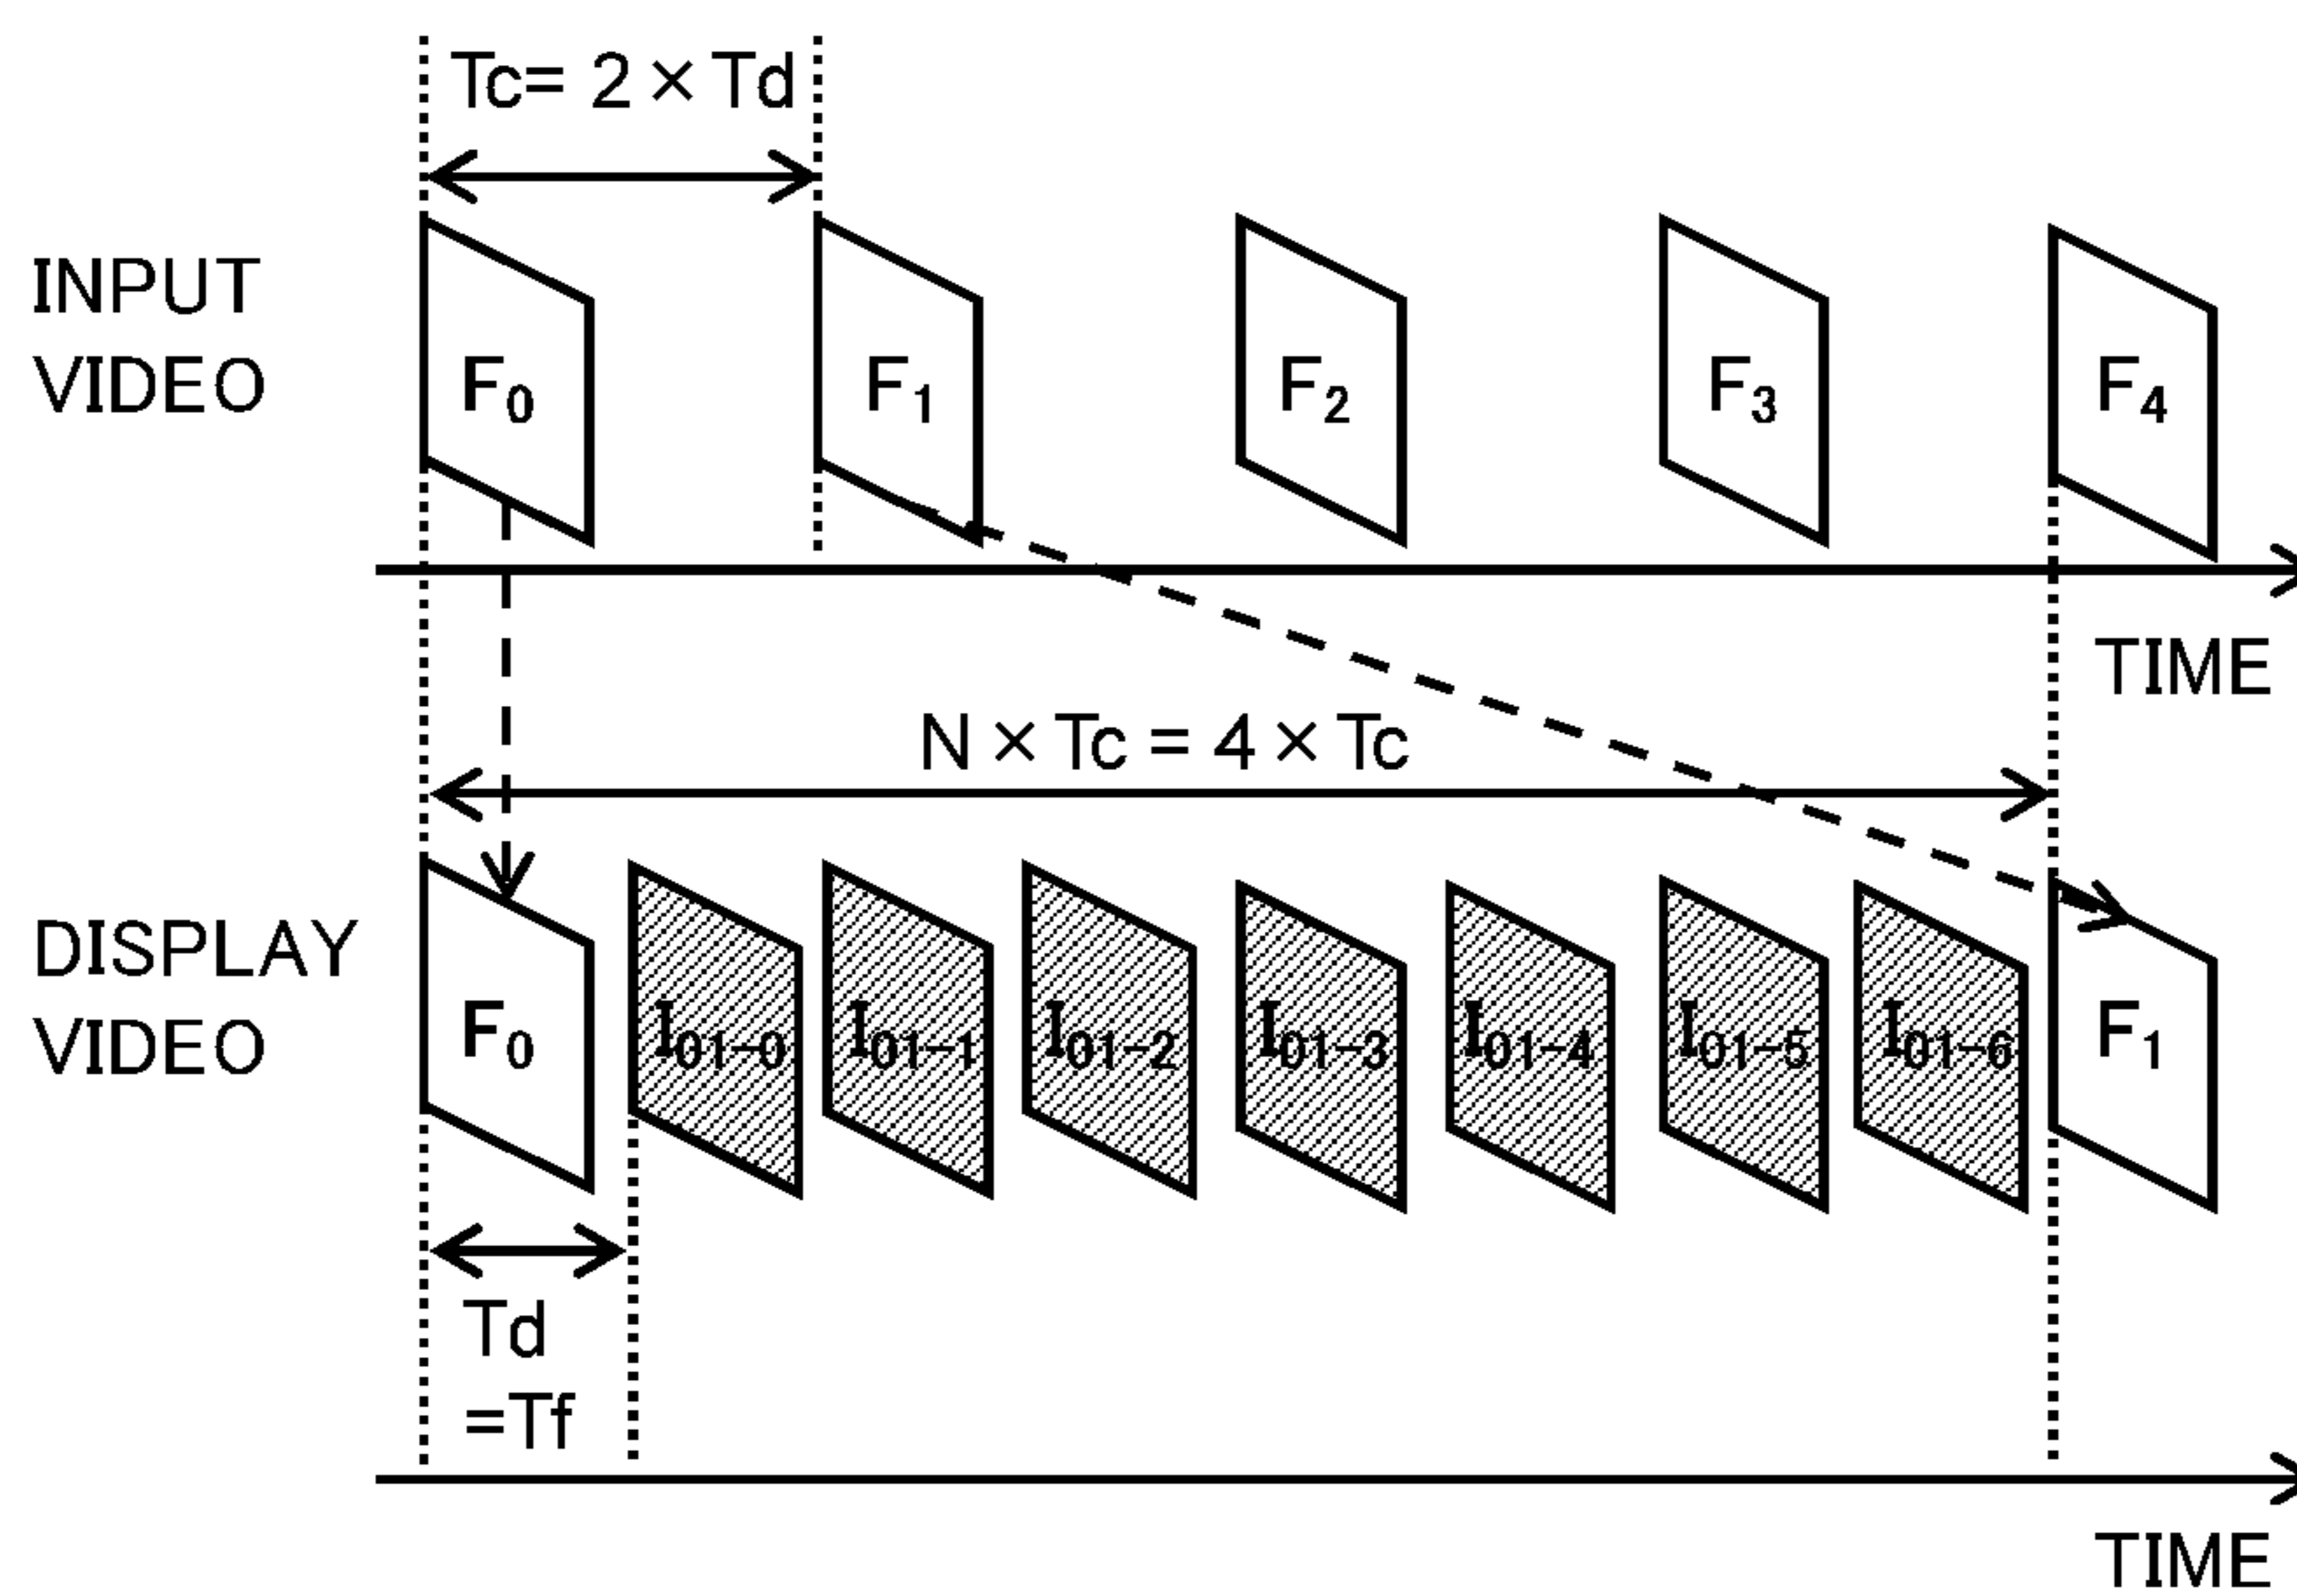 Tc= 2 × Td
INPUT
VIDEO
F₀ F₁ F₂ F₃ F₄
TIME
N × Tc = 4 × Tc
DISPLAY
VIDEO
F₀ I₀₁₋₀ I₀₁₋₁ I₀₁₋₂ I₀₁₋₃ I₀₁₋₄ I₀₁₋₅ I₀₁₋₆ F₁
Td
=Tf
TIME